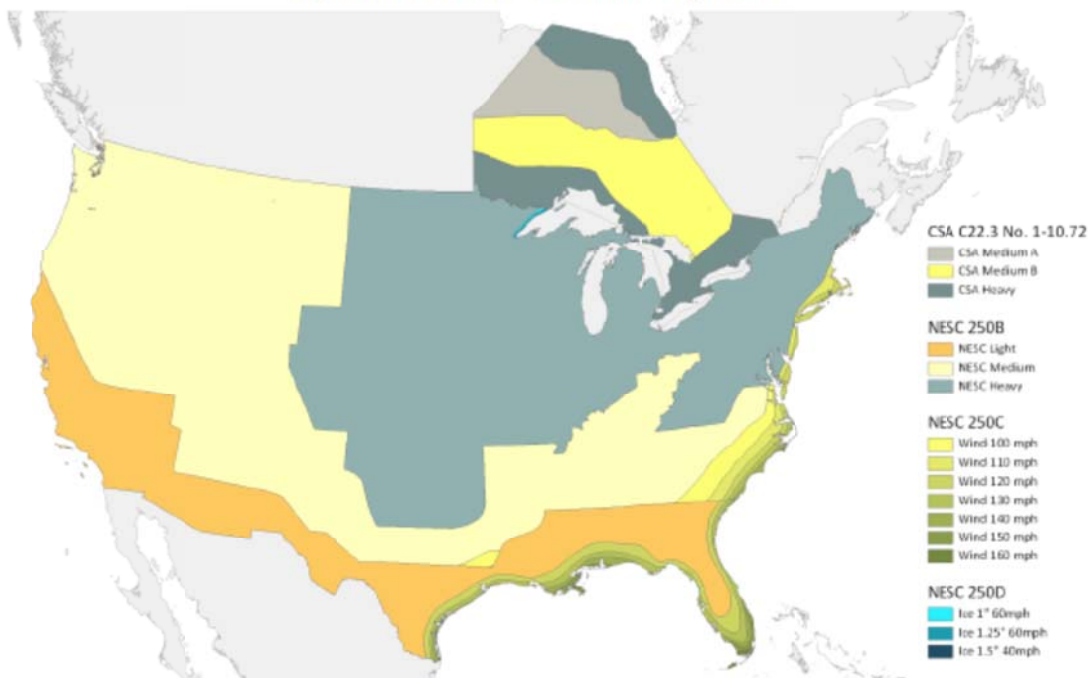 CSA C22.3 No. 1-10.72
CSA Medium A
CSA Medium B
CSA Heavy
NESC 250B
NESC Light
NESC Medium
NESC Heavy
NESC 250C
Wind 100 mph
Wind 110 mph
Wind 120 mph
Wind 130 mph
Wind 140 mph
Wind 150 mph
Wind 160 mph
NESC 250D
Ice 1" 60mph
Ice 1.25" 60mph
Ice 1.5" 40mph